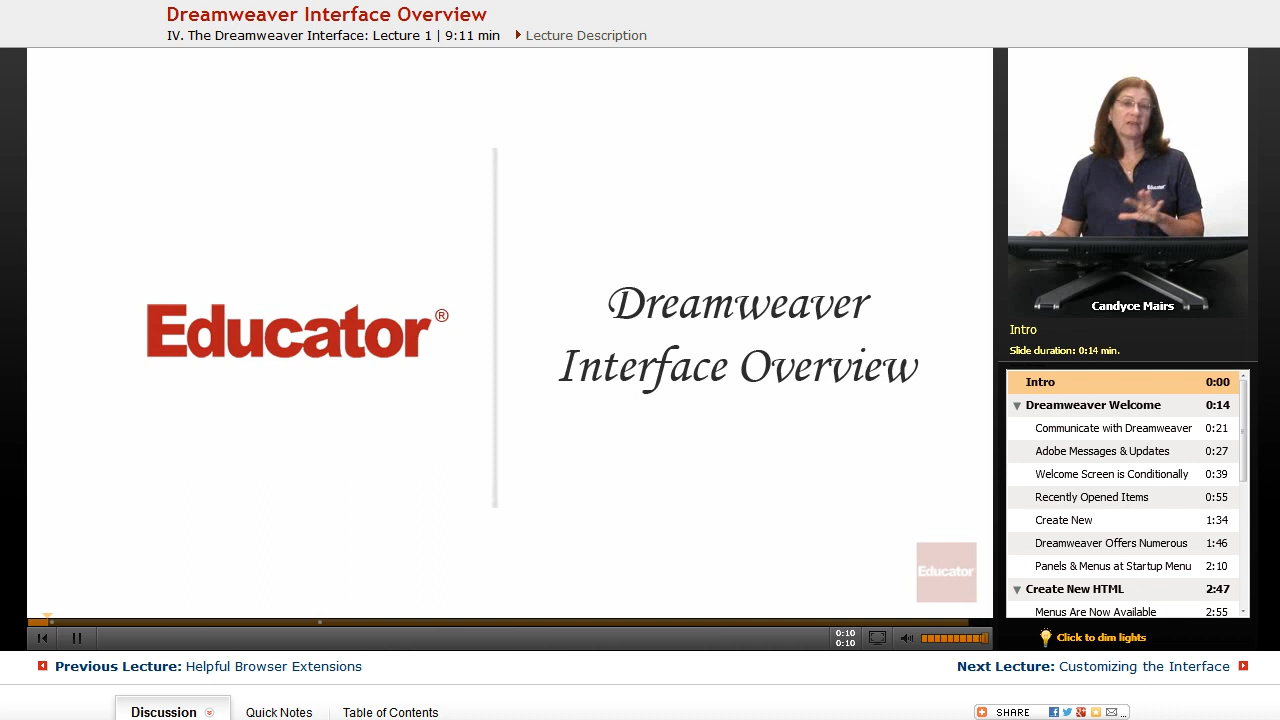 Dreamweaver Interface Overview
IV. The Dreamweaver Interface: Lecture 1 | 9:11 min Lecture Description
Educator®
Dreamweaver
Interface Overview
Educator
Educator
Candyce Mairs
Intro
Slide duration: 0:14 min.
Intro 0:00
Dreamweaver Welcome 0:14
Communicate with Dreamweaver 0:21
Adobe Messages & Updates 0:27
Welcome Screen is Conditionally 0:39
Recently Opened Items 0:55
Create New 1:34
Dreamweaver Offers Numerous 1:46
Panels & Menus at Startup Menu 2:10
Create New HTML 2:47
Menus Are Now Available 2:55
0:10
0:10
Click to dim lights
Previous Lecture: Helpful Browser Extensions
Next Lecture: Customizing the Interface
Discussion
Quick Notes
Table of Contents
SHARE